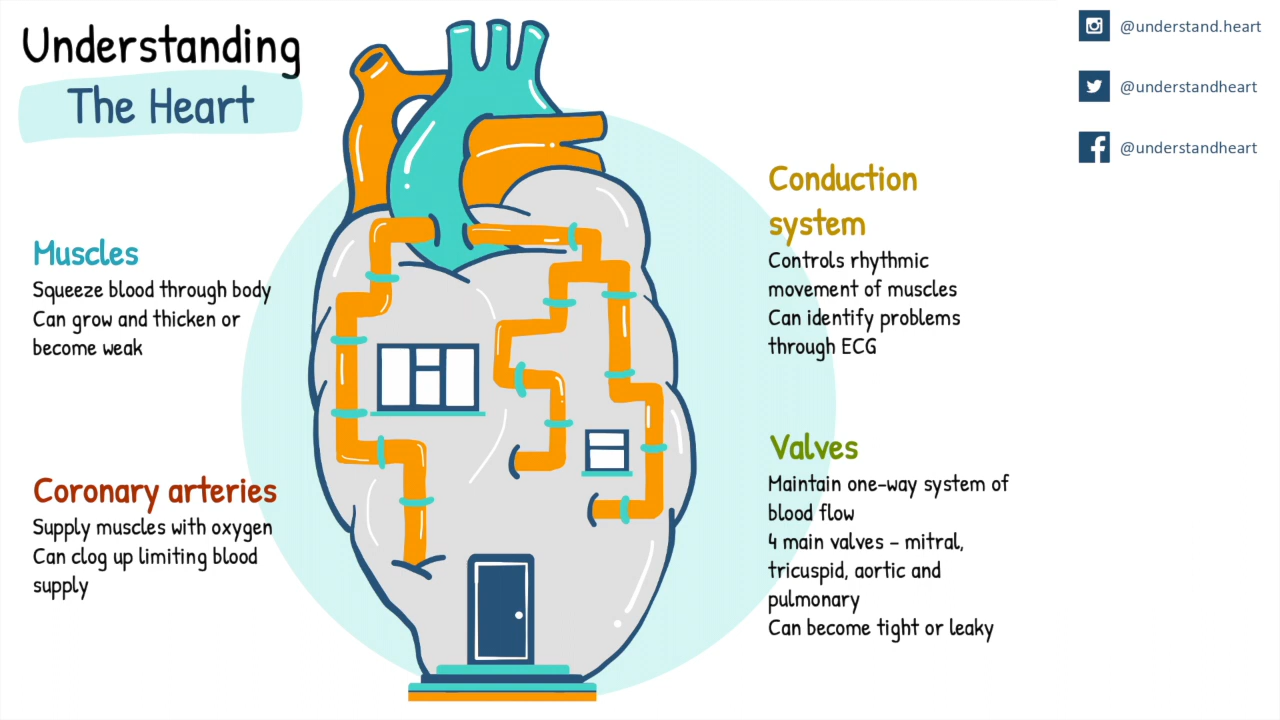 Understanding
The Heart
@understand.heart
@understandheart
@understandheart
Muscles
Squeeze blood through body
Can grow and thicken or
become weak
Coronary arteries
Supply muscles with oxygen
Can clog up limiting blood
supply
Conduction
system
Controls rhythmic
movement of muscles
Can identify problems
through ECG
Valves
Maintain one-way system of
blood flow
4 main valves – mitral,
tricuspid, aortic and
pulmonary
Can become tight or leaky